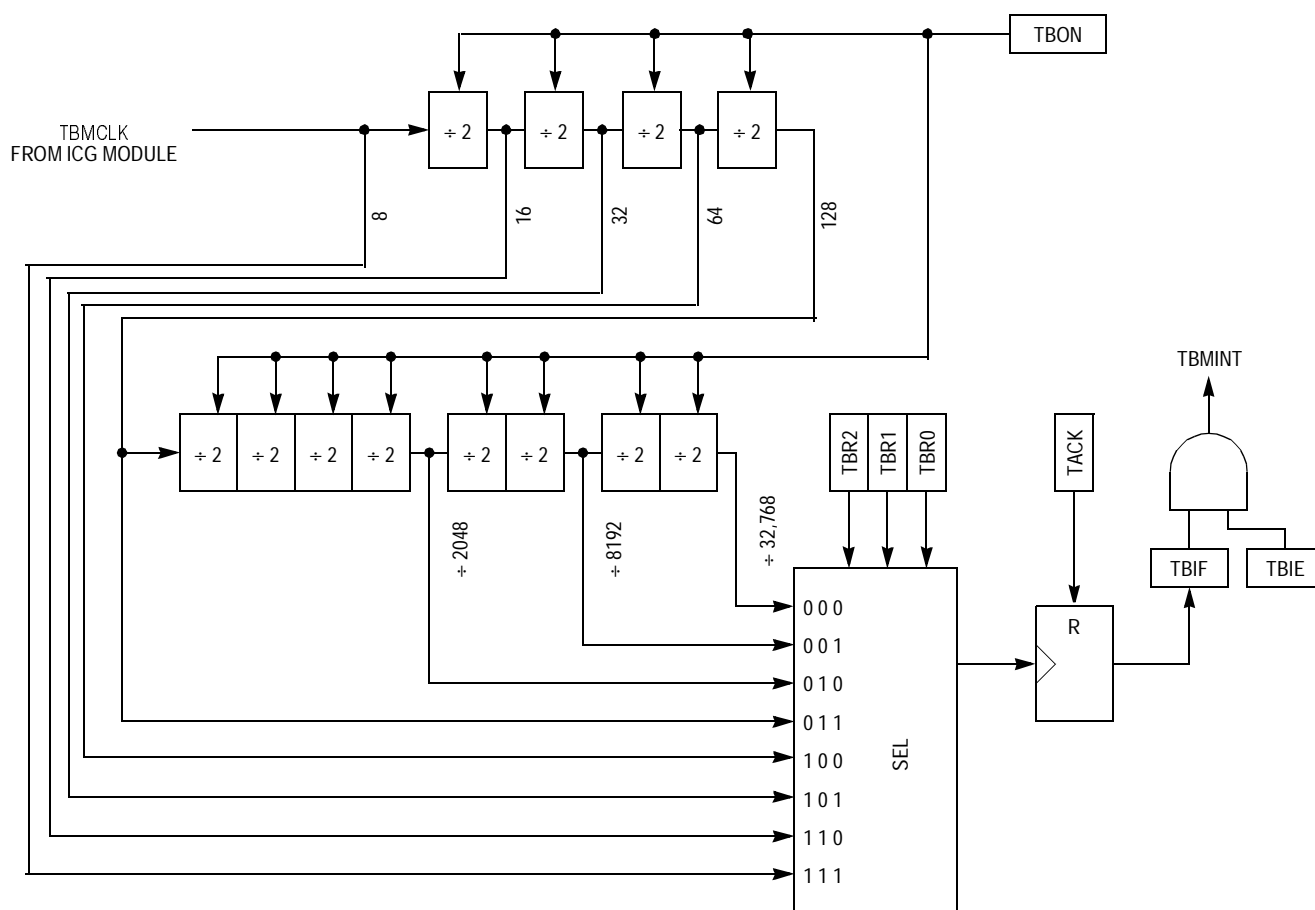 TBON
TBMCLK
FROM ICG MODULE
÷ 2
÷ 2
÷ 2
÷ 2
8
16
32
64
128
TBMINT
÷ 2
÷ 2
÷ 2
÷ 2
÷ 2
÷ 2
÷ 2
÷ 2
TBR2
TBR1
TBR0
TACK
÷ 2048
÷ 8192
÷ 32,768
TBIF
TBIE
0 0 0
0 0 1
0 1 0
0 1 1
1 0 0
1 0 1
1 1 0
1 1 1
SEL
R